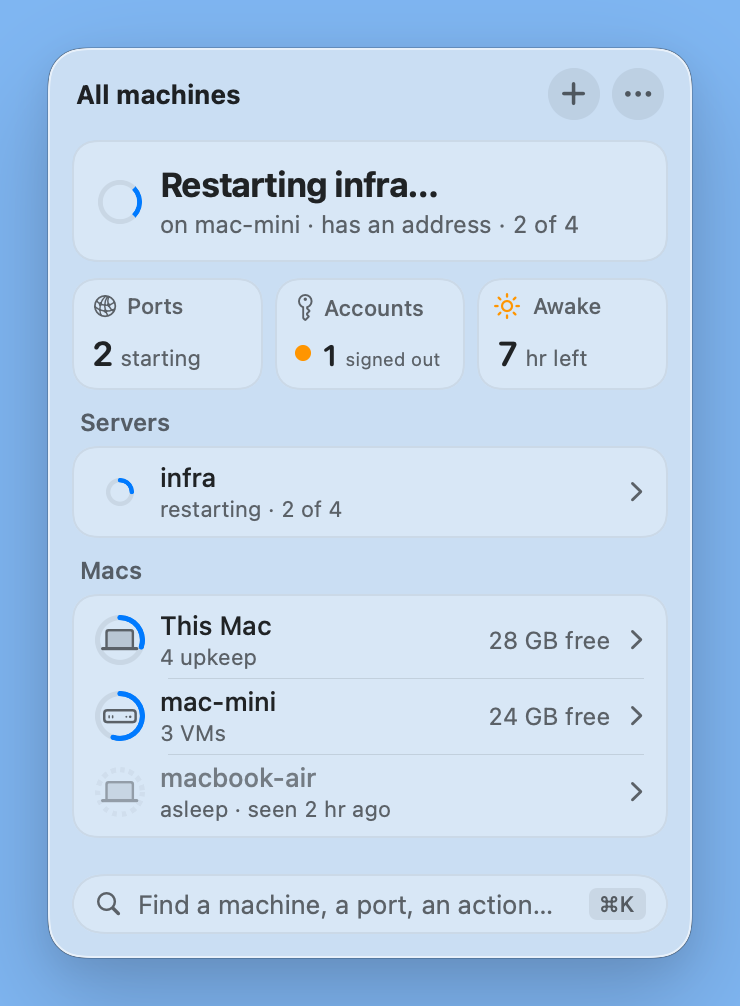 All machines
Restarting infra...
on mac-mini · has an address · 2 of 4
Ports
2 starting
Accounts
1 signed out
Awake
7 hr left
Servers
infra
restarting · 2 of 4
Macs
This Mac
4 upkeep
28 GB free
mac-mini
3 VMs
24 GB free
macbook-air
asleep · seen 2 hr ago
Find a machine, a port, an action... ⌘K